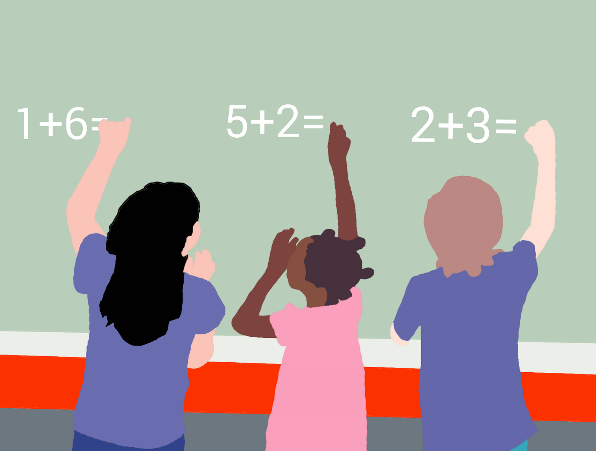 1+6=
5+2=
2+3=